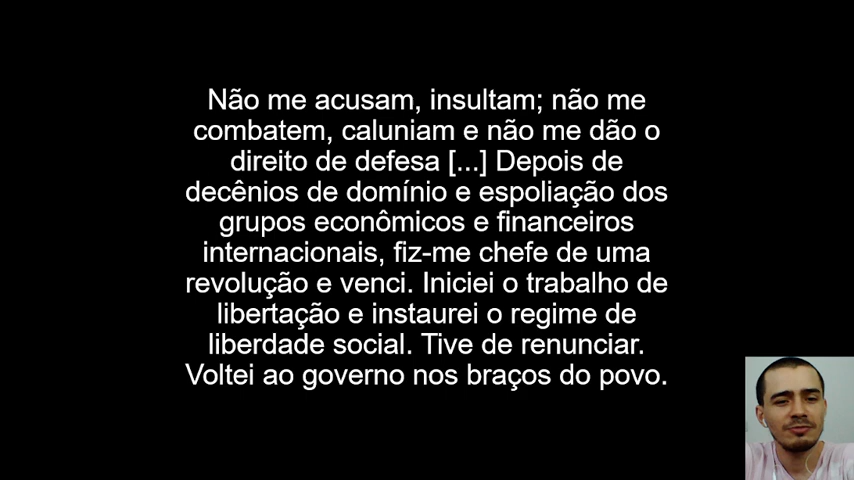 Não me acusam, insultam; não me
combatem, caluniam e não me dão o
direito de defesa [...] Depois de
decênios de domínio e espoliação dos
grupos econômicos e financeiros
internacionais, fiz-me chefe de uma
revolução e venci. Iniciei o trabalho de
libertação e instaurei o regime de
liberdade social. Tive de renunciar.
Voltei ao governo nos braços do povo.